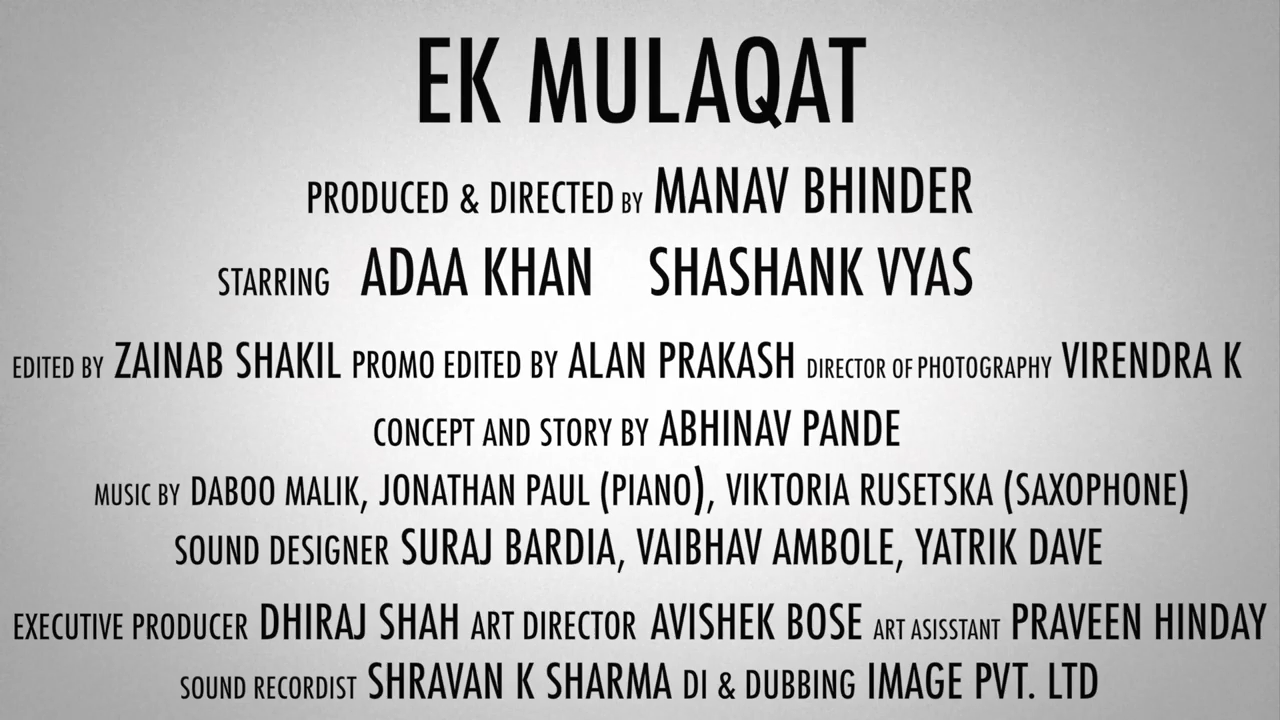 EK MULAQAT
PRODUCED & DIRECTED BY MANAV BHINDER
STARRING ADAA KHAN SHASHANK VYAS
EDITED BY ZAINAB SHAKIL PROMO EDITED BY ALAN PRAKASH DIRECTOR OF PHOTOGRAPHY VIRENDRA K
CONCEPT AND STORY BY ABHINAV PANDE
MUSIC BY DABOO MALIK, JONATHAN PAUL (PIANO), VIKTORIA RUSETSKA (SAXOPHONE)
SOUND DESIGNER SURAJ BARDIA, VAIBHAV AMBOLE, YATRIK DAVE
EXECUTIVE PRODUCER DHIRAJ SHAH ART DIRECTOR AVISHEK BOSE ART ASISSTANT PRAVEEN HINDAY
SOUND RECORDIST SHRAVAN K SHARMA DI & DUBBING IMAGE PVT. LTD